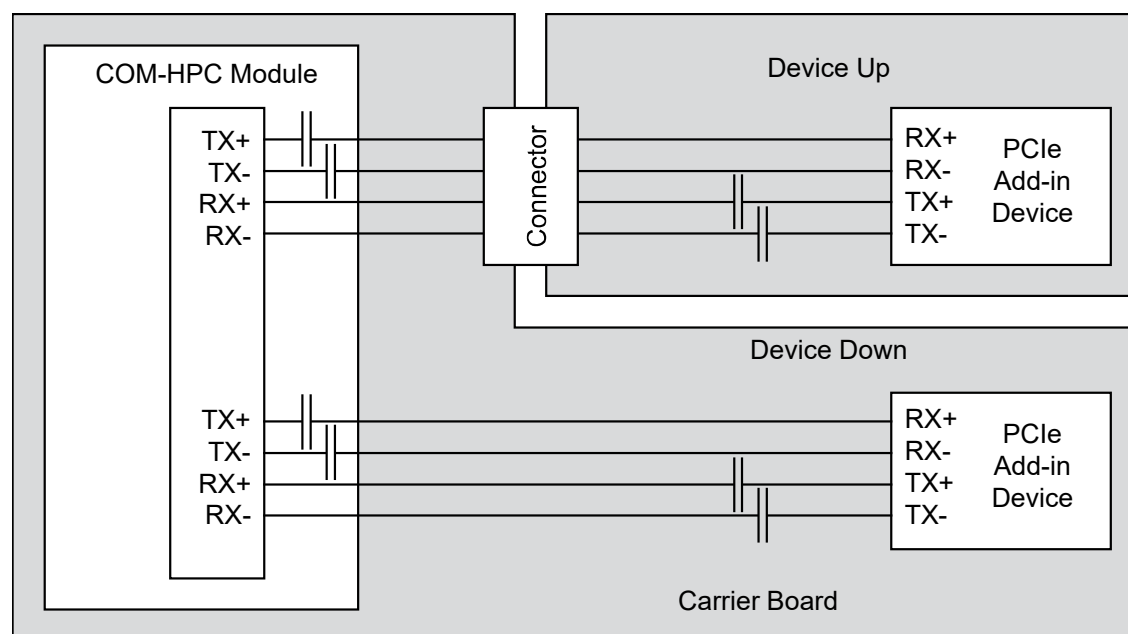 COM-HPC Module
Device Up
TX+
TX-
RX+
RX-
Connector
RX+
RX-
TX+
TX-
PCIe
Add-in
Device
Device Down
TX+
TX-
RX+
RX-
RX+
RX-
TX+
TX-
PCIe
Add-in
Device
Carrier Board